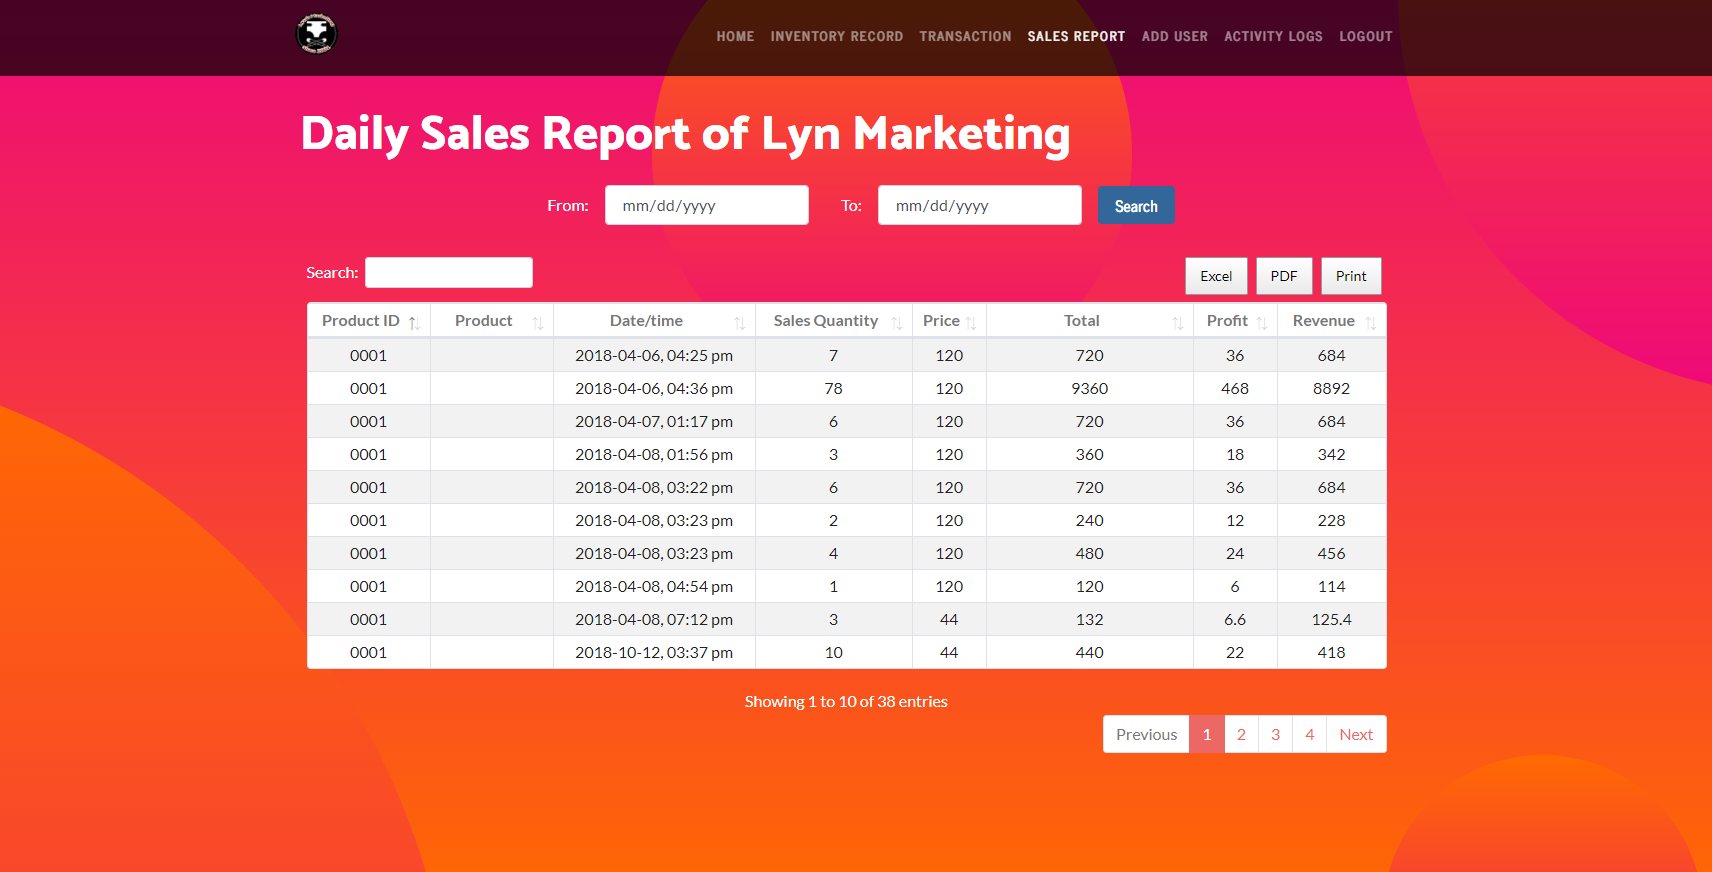 HOME INVENTORY RECORD TRANSACTION SALES REPORT ADD USER ACTIVITY LOGS LOGOUT
Daily Sales Report of Lyn Marketing
From: mm/dd/yyyy To: mm/dd/yyyy Search
Search: Excel PDF Print
Product ID Product Date/time Sales Quantity Price Total Profit Revenue
0001 2018-04-06, 04:25 pm 7 120 720 36 684
0001 2018-04-06, 04:36 pm 78 120 9360 468 8892
0001 2018-04-07, 01:17 pm 6 120 720 36 684
0001 2018-04-08, 01:56 pm 3 120 360 18 342
0001 2018-04-08, 03:22 pm 6 120 720 36 684
0001 2018-04-08, 03:23 pm 2 120 240 12 228
0001 2018-04-08, 03:23 pm 4 120 480 24 456
0001 2018-04-08, 04:54 pm 1 120 120 6 114
0001 2018-04-08, 07:12 pm 3 44 132 6.6 125.4
0001 2018-10-12, 03:37 pm 10 44 440 22 418
Showing 1 to 10 of 38 entries
Previous 1 2 3 4 Next